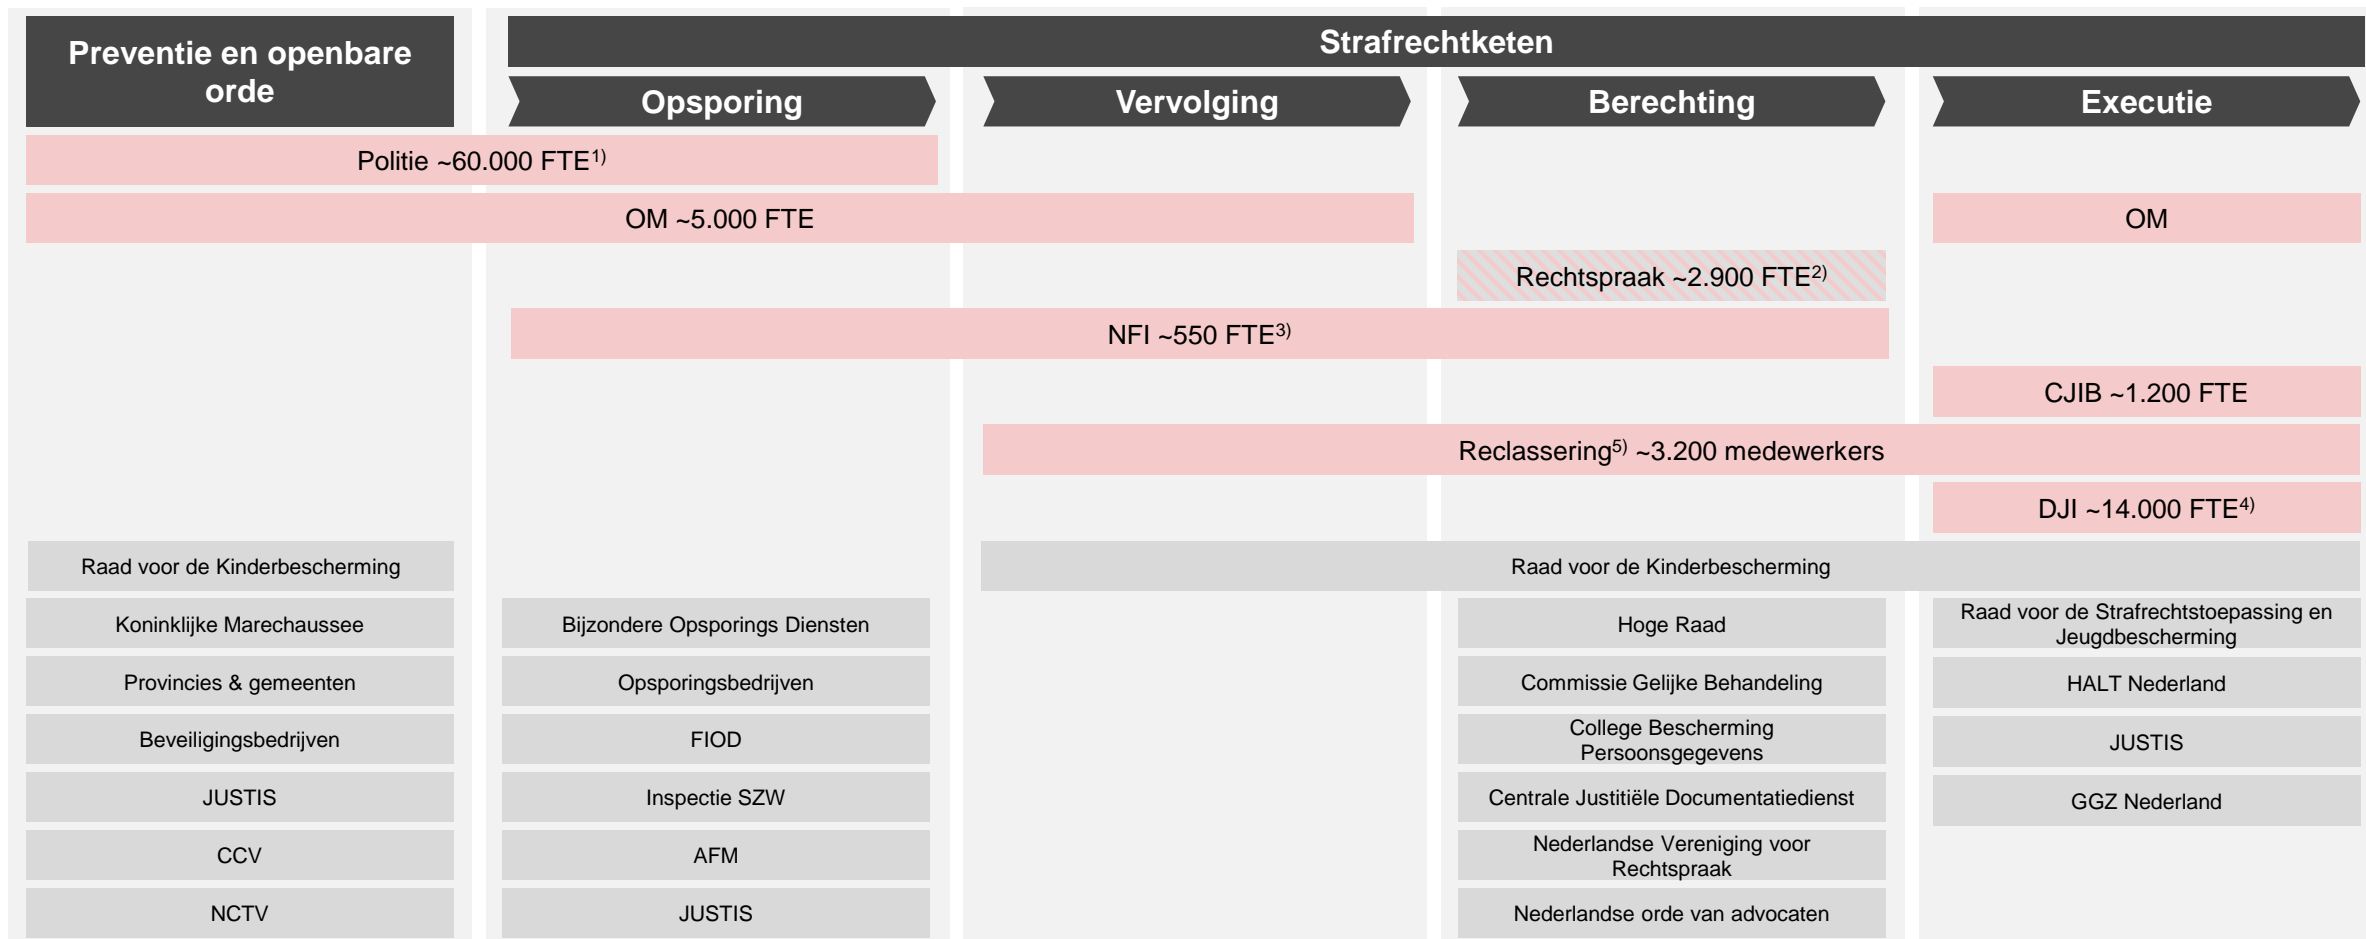 Preventie en openbare
orde
Strafrechtketen
Opsporing
Vervolging
Berechting
Executie
Politie ~60.000 FTE1)
OM ~5.000 FTE
OM
Rechtspraak ~2.900 FTE2)
NFI ~550 FTE3)
CJIB ~1.200 FTE
Reclassering5) ~3.200 medewerkers
DJI ~14.000 FTE4)
Raad voor de Kinderbescherming
Raad voor de Kinderbescherming
Koninklijke Marechaussee
Bijzondere Opsporings Diensten
Hoge Raad
Raad voor de Strafrechtstoepassing en
Jeugdbescherming
Provincies & gemeenten
Opsporingsbedrijven
Commissie Gelijke Behandeling
HALT Nederland
Beveiligingsbedrijven
FIOD
College Bescherming
Persoonsgegevens
JUSTIS
JUSTIS
Inspectie SZW
Centrale Justitiële Documentatiedienst
GGZ Nederland
CCV
AFM
Nederlandse Vereniging voor
Rechtspraak
NCTV
JUSTIS
Nederlandse orde van advocaten